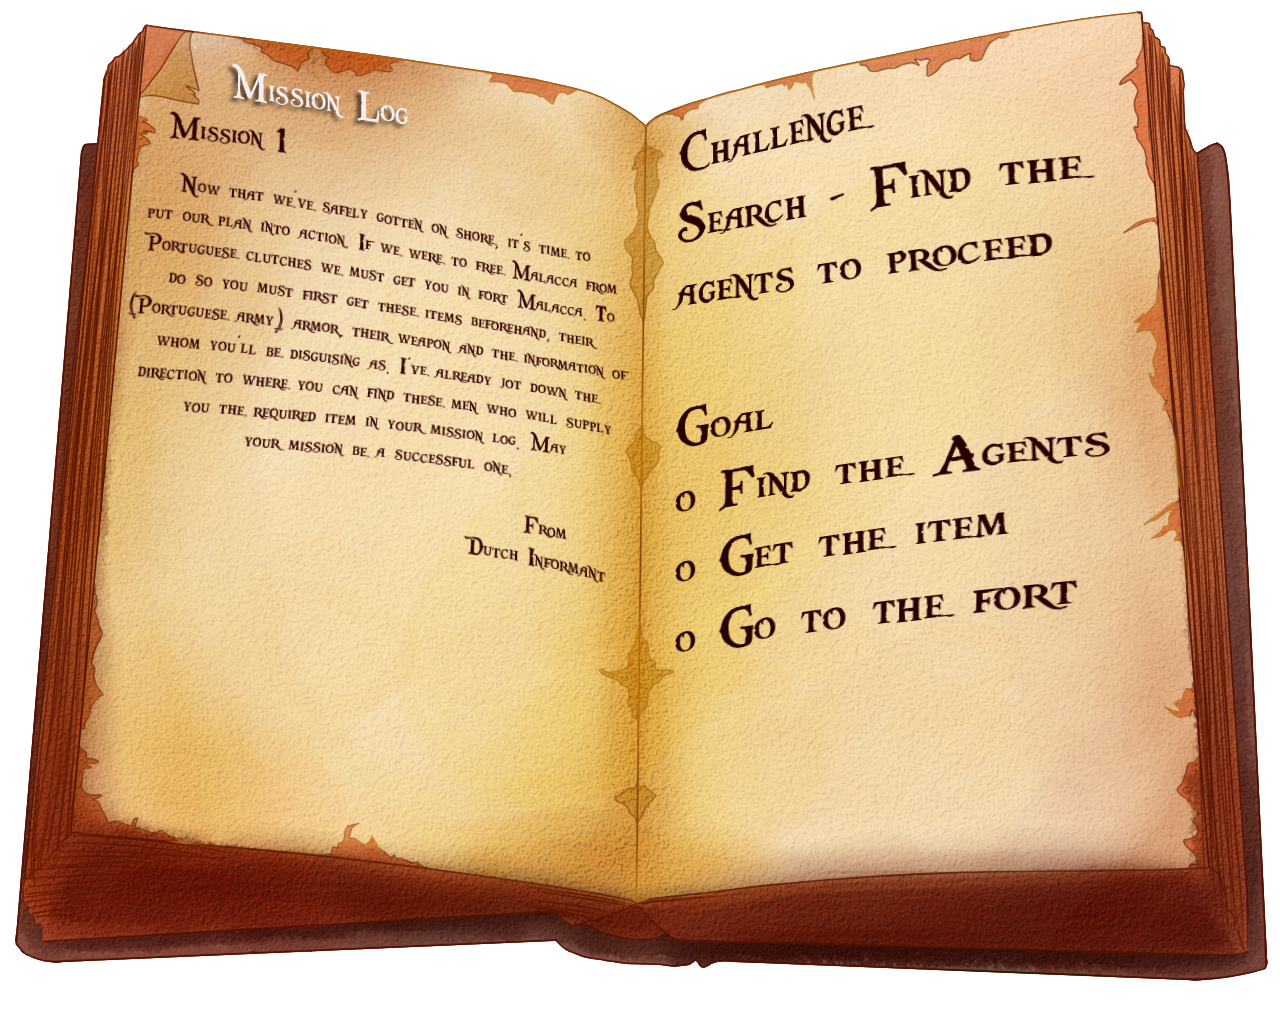 Mission Log
Mission 1
Now that we've safely gotten on shore, it's time to
put our plan into action. If we were to free Malacca from
Portuguese clutches we must get you in fort Malacca. To
do so you must first get these items beforehand, their
(Portuguese army) armor, their weapon and the information of
whom you'll be disguising as. I've already jot down the
direction to where you can find these men who will supply
you the required item in your mission log. May
your mission be a successful one.
From
Dutch Informant
Challenge
Search - Find the
agents to proceed
Goal
o Find the Agents
o Get the item
o Go to the fort